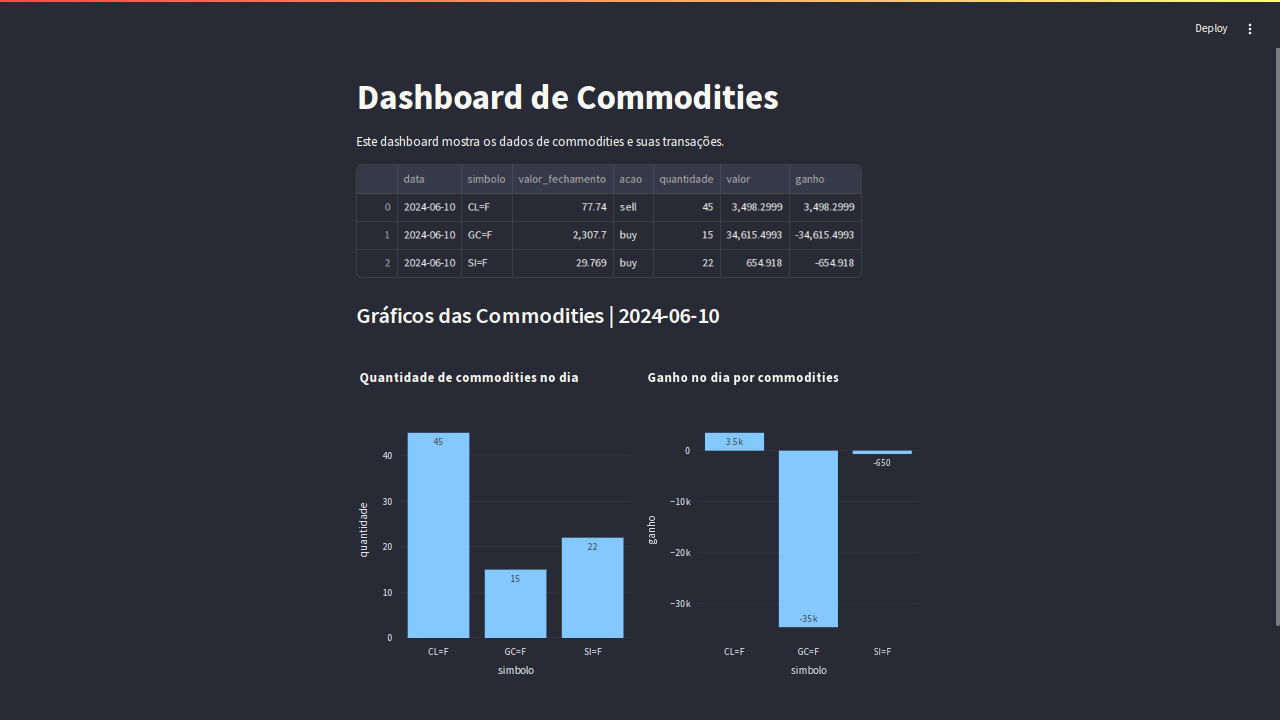 Deploy
Dashboard de Commodities
Este dashboard mostra os dados de commodities e suas transações.
data simbolo valor_fechamento acao quantidade valor ganho
0 2024-06-10 CL=F 77.74 sell 45 3,498.2999 3,498.2999
1 2024-06-10 GC=F 2,307.7 buy 15 34,615.4993 -34,615.4993
2 2024-06-10 SI=F 29.769 buy 22 654.918 -654.918
Gráficos das Commodities | 2024-06-10
Quantidade de commodities no dia
45
15
22
40
30
20
10
0
quantidade
CL=F GC=F SI=F
simbolo
Ganho no dia por commodities
3.5k
-35k
-650
0
−10k
−20k
−30k
ganho
CL=F GC=F SI=F
simbolo